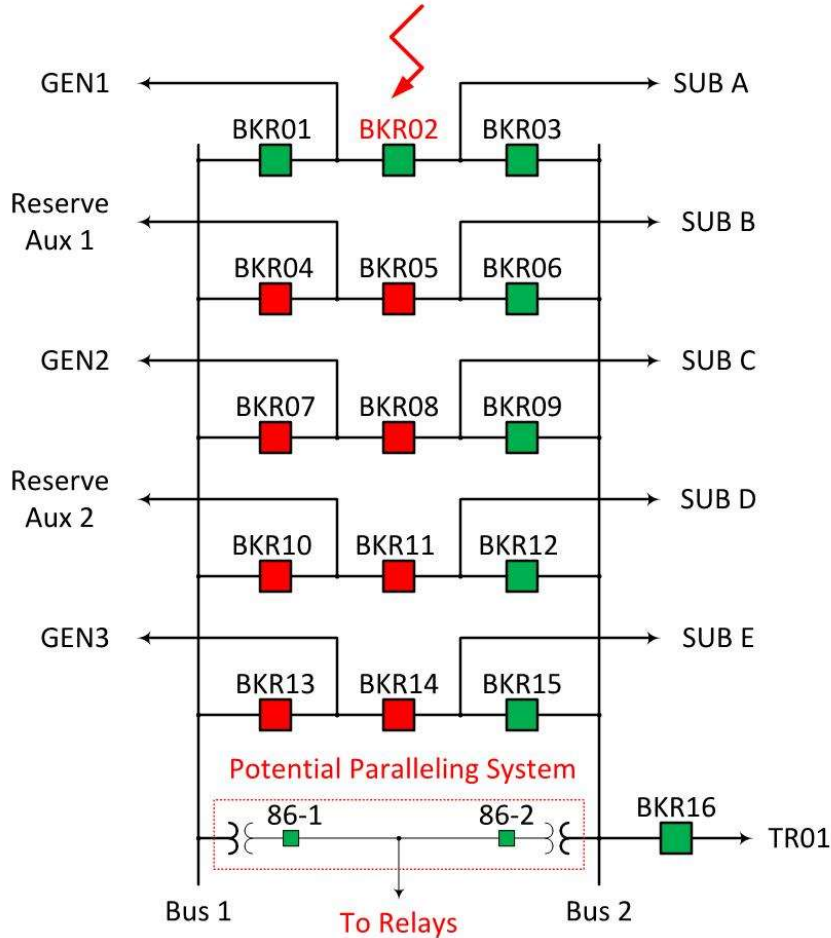 GEN1
SUB A
BKR01
BKR02
BKR03
Reserve
Aux 1
SUB B
BKR04
BKR05
BKR06
GEN2
SUB C
BKR07
BKR08
BKR09
Reserve
Aux 2
SUB D
BKR10
BKR11
BKR12
GEN3
SUB E
BKR13
BKR14
BKR15
Potential Paralleling System
86-1
86-2
BKR16
TR01
Bus 1
To Relays
Bus 2